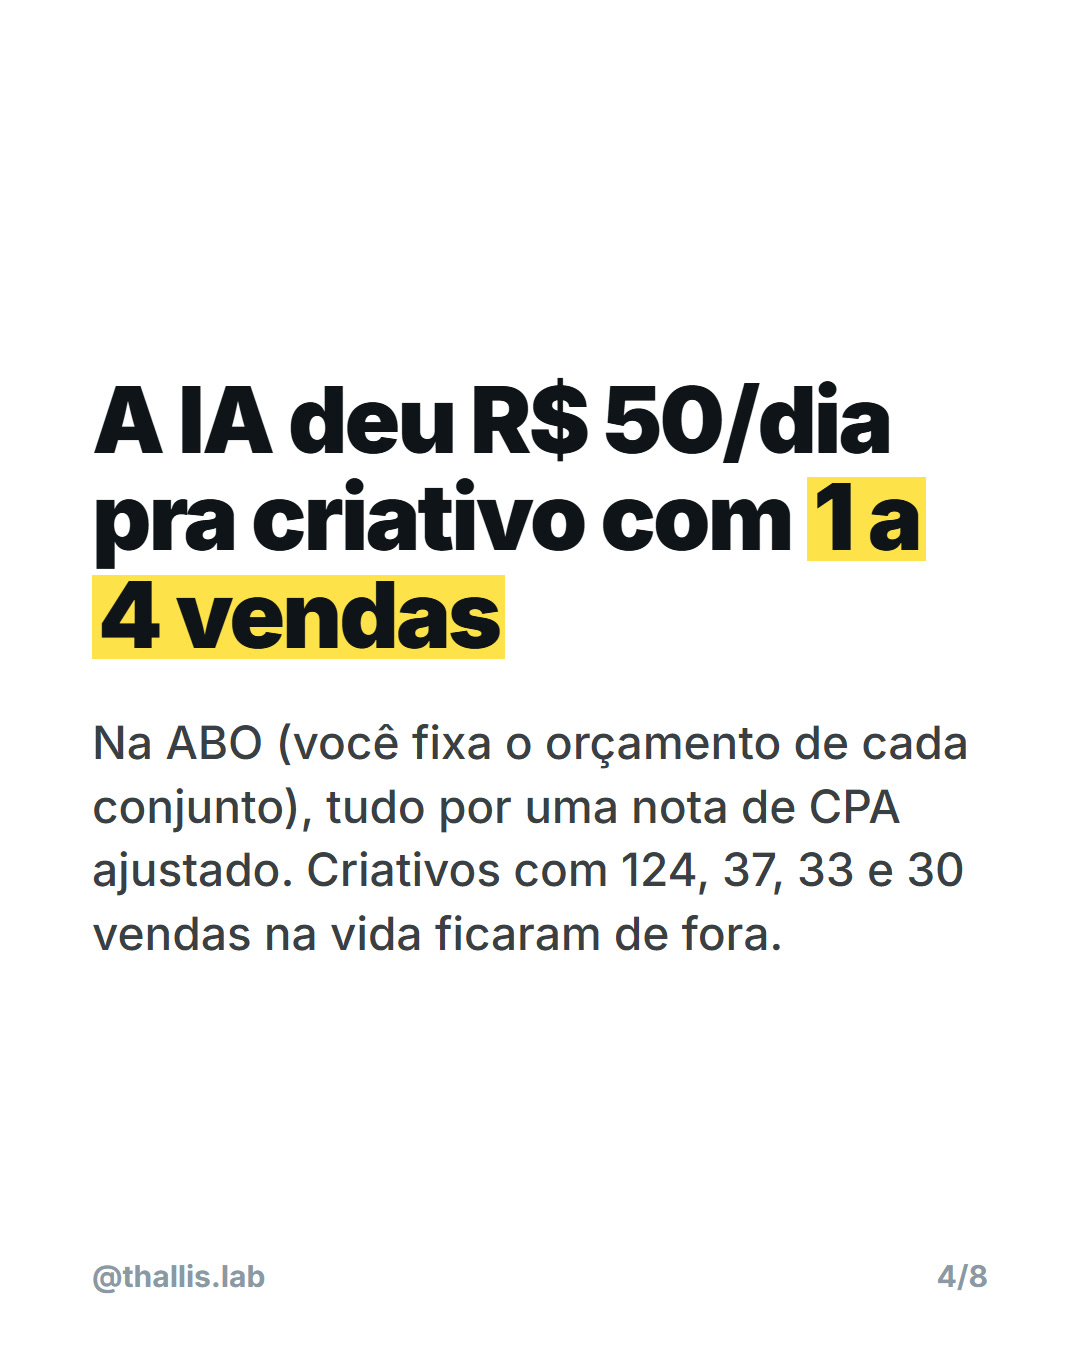 A IA deu R$ 50/dia
pra criativo com 1 a
4 vendas
Na ABO (você fixa o orçamento de cada
conjunto), tudo por uma nota de CPA
ajustado. Criativos com 124, 37, 33 e 30
vendas na vida ficaram de fora.
@thallis.lab
4/8